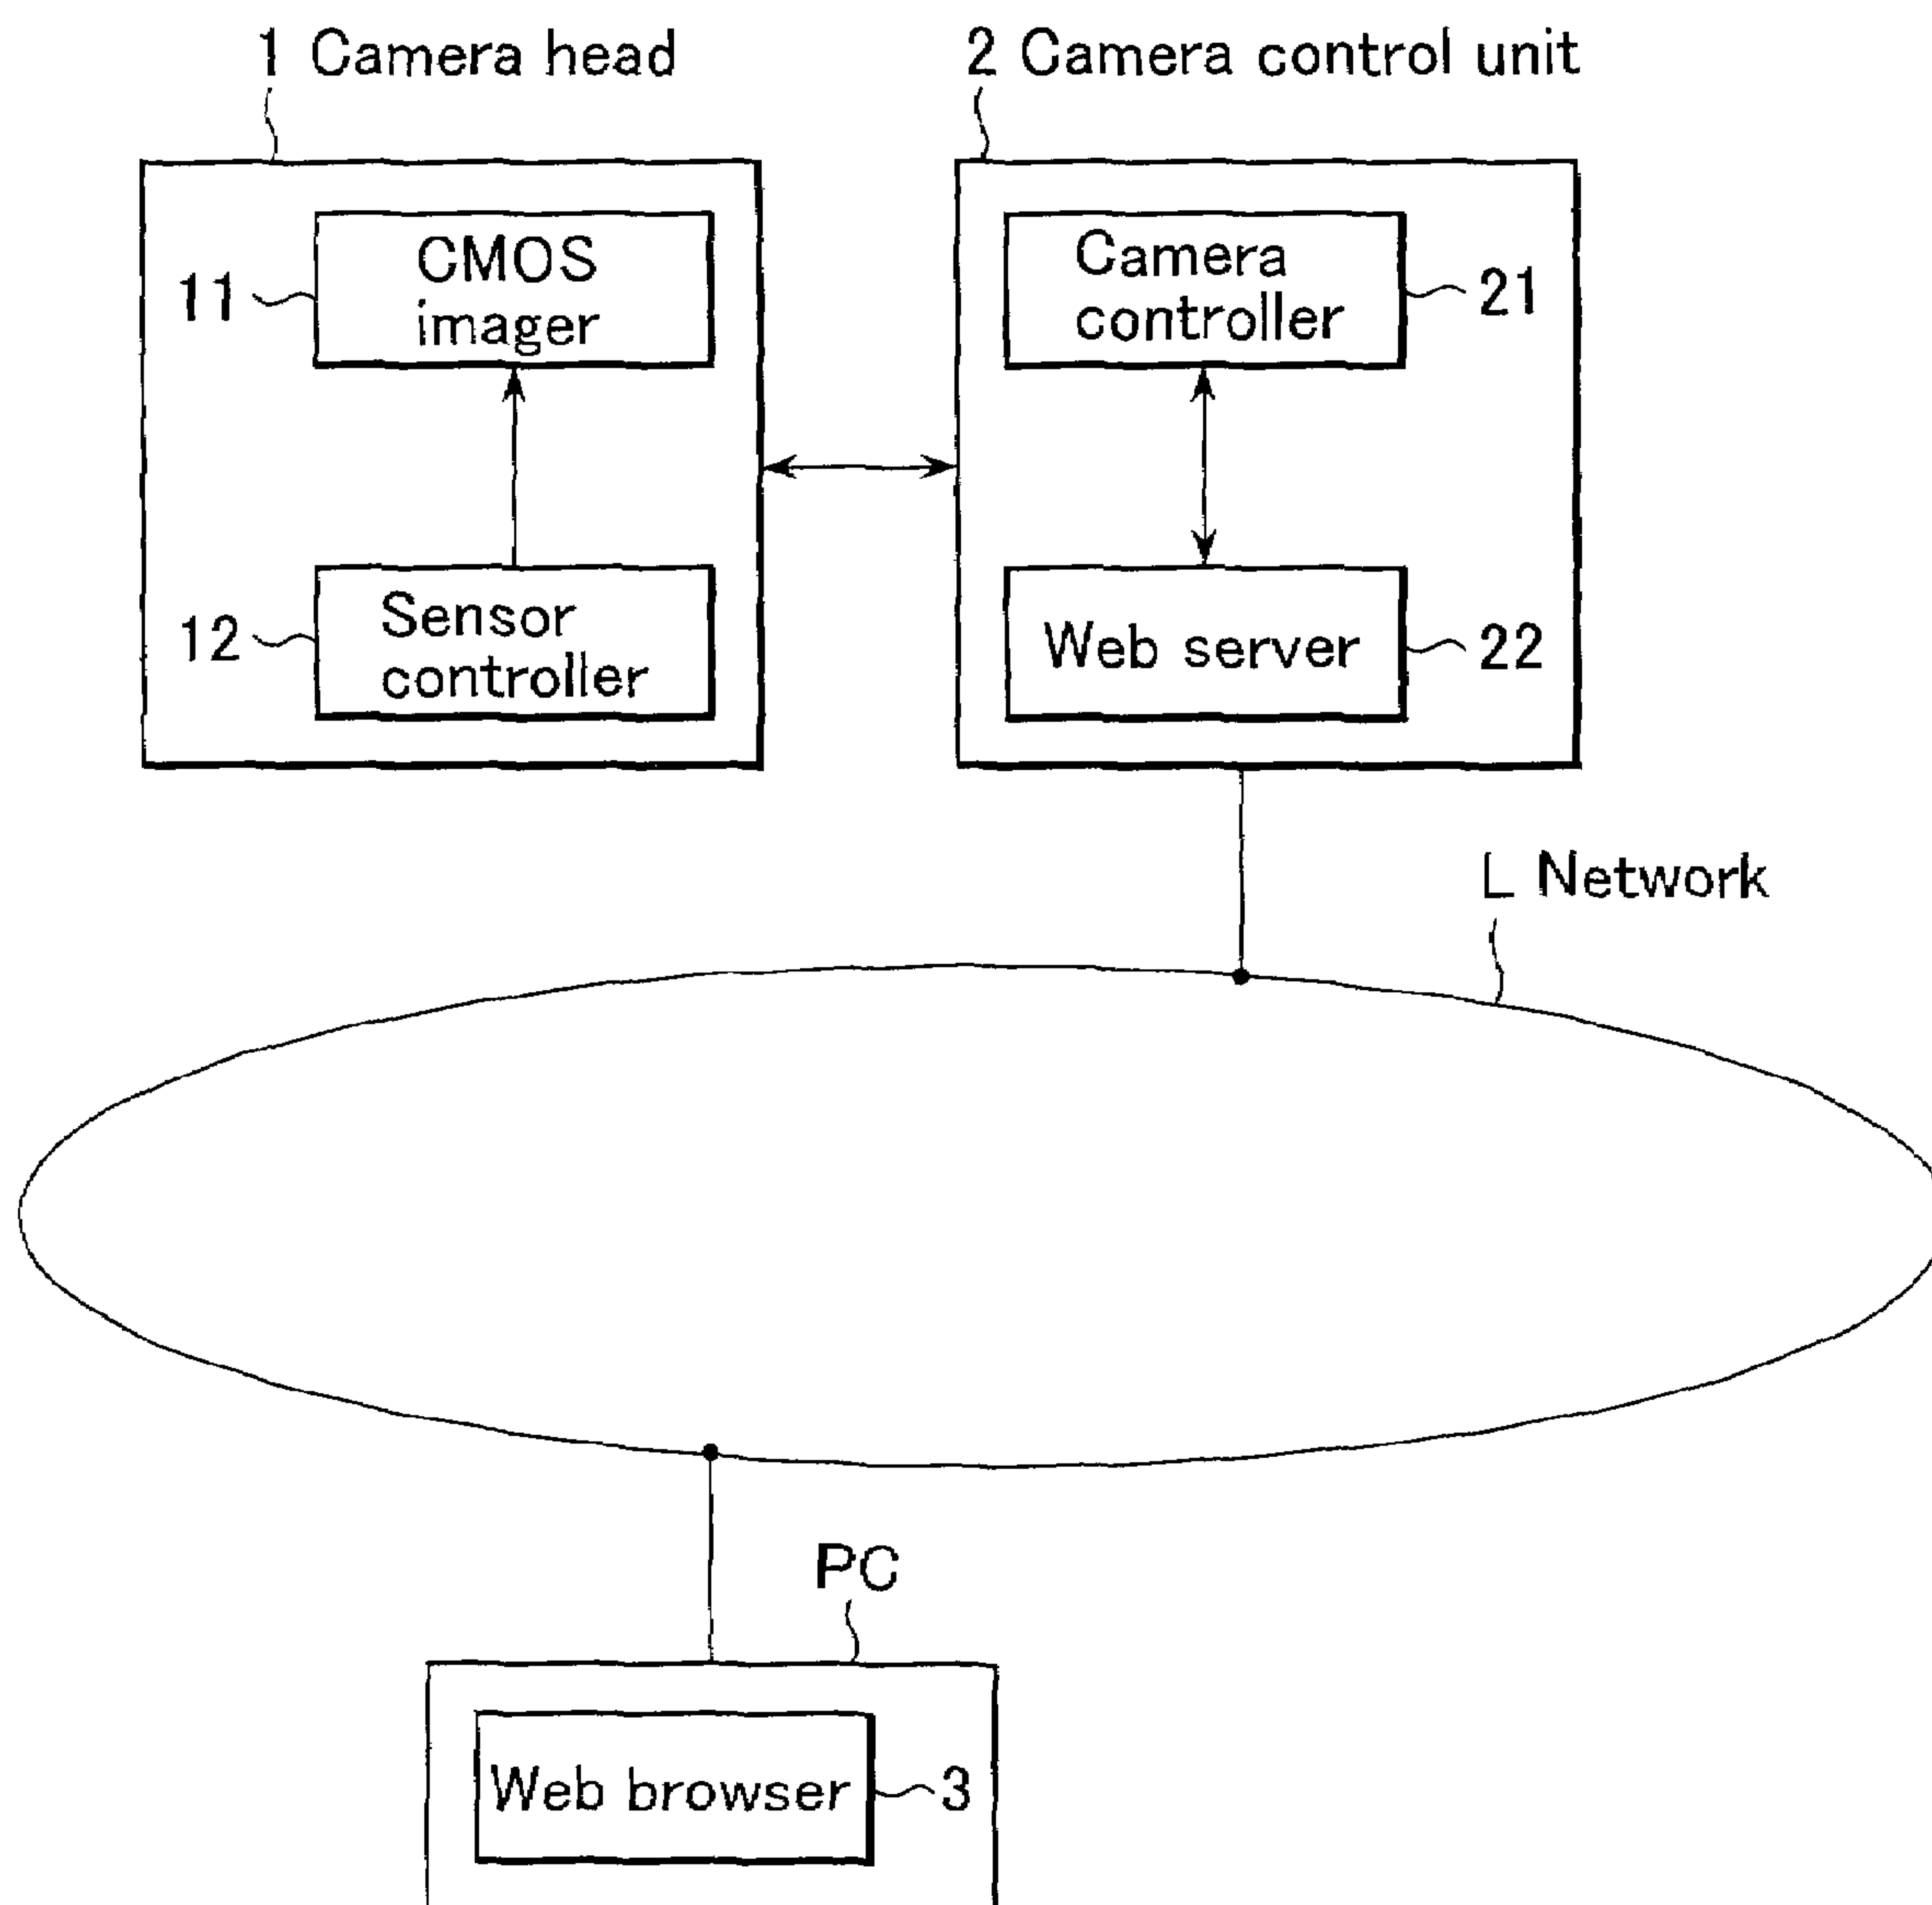 1 Camera head
2 Camera control unit
CMOS
imager
11
Camera
controller
21
Sensor
controller
12
Web server
22
L Network
PC
Web browser
3